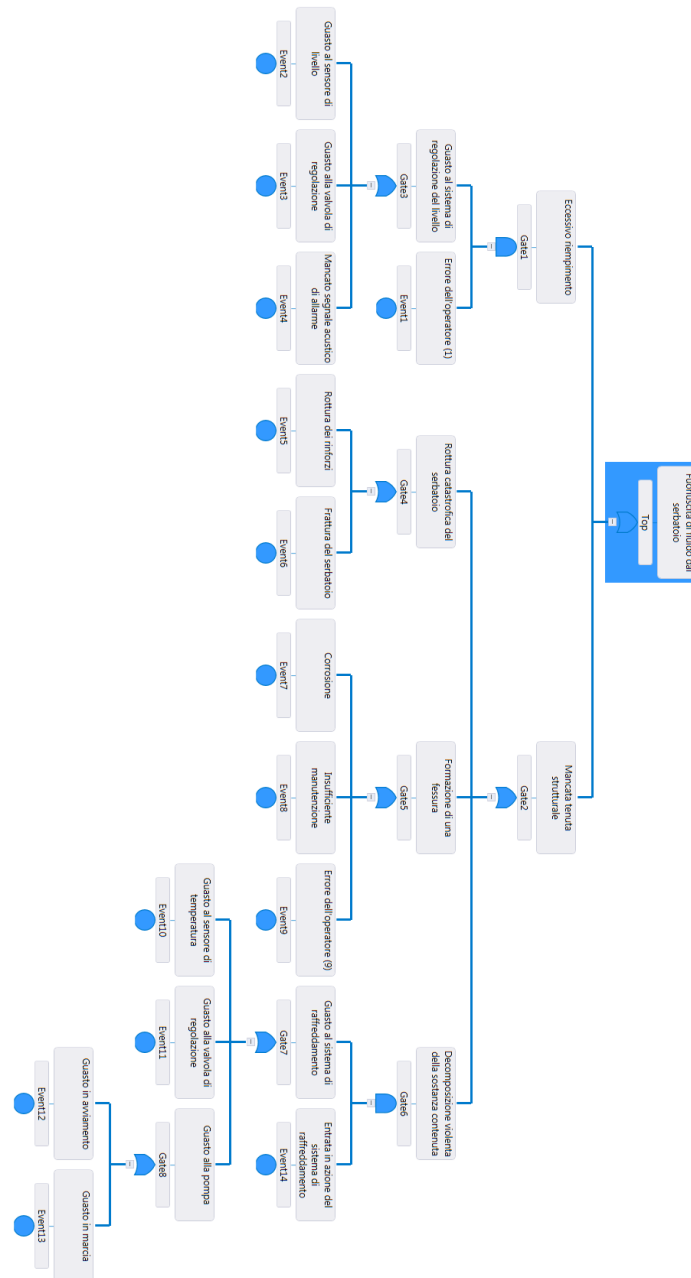 Fuoriuscita di fluido dal
serbatoio
Top
Eccessivo riempimento
Gate1
Mancata tenuta
strutturale
Gate2
Guasto al sistema di
regolazione del livello
Gate3
Errore dell'operatore (1)
Event1
Rottura catastrofica del
serbatoio
Gate4
Formazione di una
fessura
Gate5
Decomposizione violenta
della sostanza contenuta
Gate6
Guasto al sensore di
livello
Event2
Guasto alla valvola di
regolazione
Event3
Mancato segnale acustico
di allarme
Event4
Rottura dei rinforzi
Event5
Frattura del serbatoio
Event6
Corrosione
Event7
Insufficiente
manutenzione
Event8
Errore dell'operatore (9)
Event9
Guasto al sistema di
raffreddamento
Gate7
Entrata in azione del
sistema di
raffreddamento
Event14
Guasto al sensore di
temperatura
Event10
Guasto alla valvola di
regolazione
Event11
Guasto alla pompa
Gate8
Guasto in avviamento
Event12
Guasto in marcia
Event13